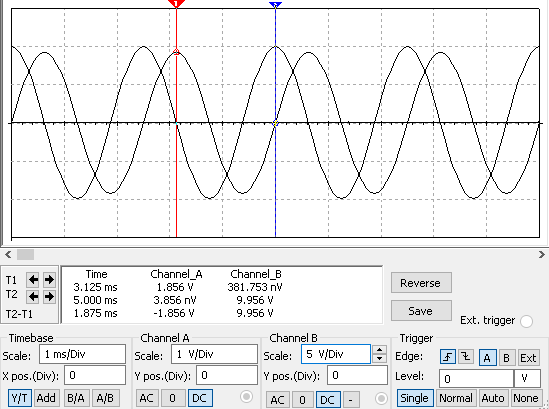 1
2
T1
T2
T2-T1
Time Channel_A Channel_B
3.125 ms 1.856 V 381.753 nV
5.000 ms 3.856 nV 9.956 V
1.875 ms -1.856 V 9.956 V
Reverse
Save
Ext. trigger
Timebase
Scale: 1 ms/Div
X pos.(Div): 0
Y/T Add B/A A/B
Channel A
Scale: 1 V/Div
Y pos.(Div): 0
AC 0 DC
Channel B
Scale: 5 V/Div
Y pos.(Div): 0
AC 0 DC -
Trigger
Edge: A B Ext
Level: 0 V
Single Normal Auto None